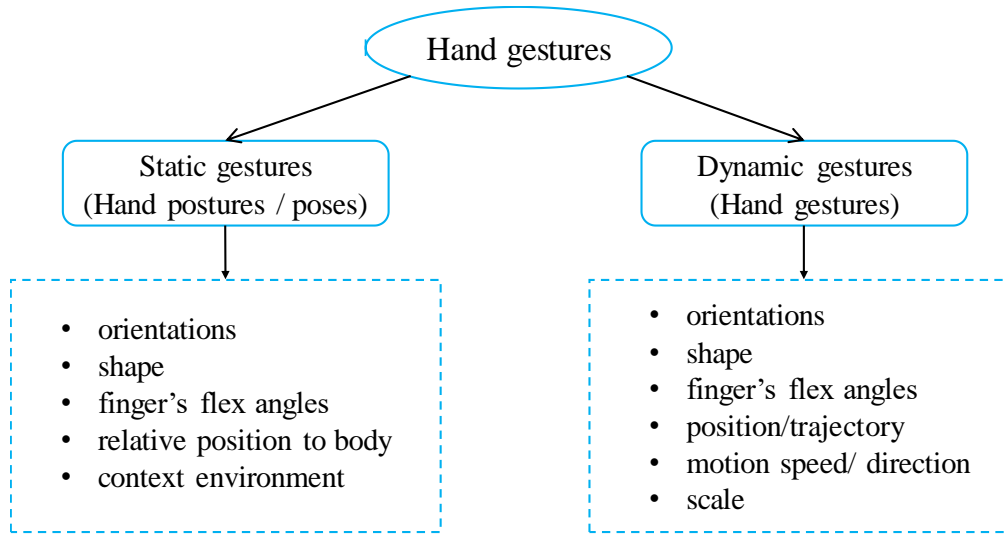 Hand gestures
Static gestures
(Hand postures / poses)
Dynamic gestures
(Hand gestures)
• orientations
• shape
• finger’s flex angles
• relative position to body
• context environment
• orientations
• shape
• finger’s flex angles
• position/trajectory
• motion speed/ direction
• scale